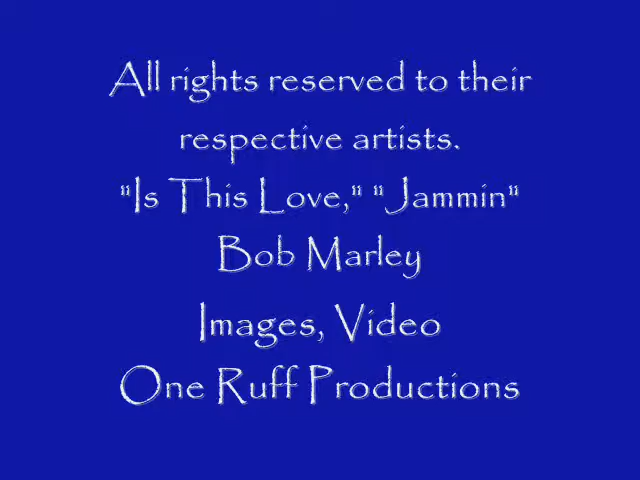 All rights reserved to their
respective artists.
"Is This Love," "Jammin"
Bob Marley
Images, Video
One Ruff Productions